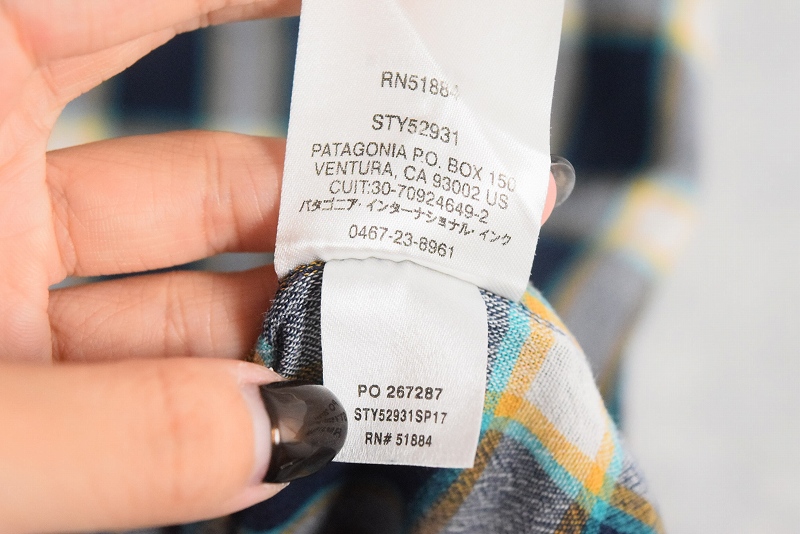 RN51884
STY52931
PATAGONIA P.O. BOX 150
VENTURA, CA 93002 US
CUIT:30-70924649-2
パタゴニア・インターナショナル・インク
0467-23-8961
PO 267287
STY52931SP17
RN# 51884